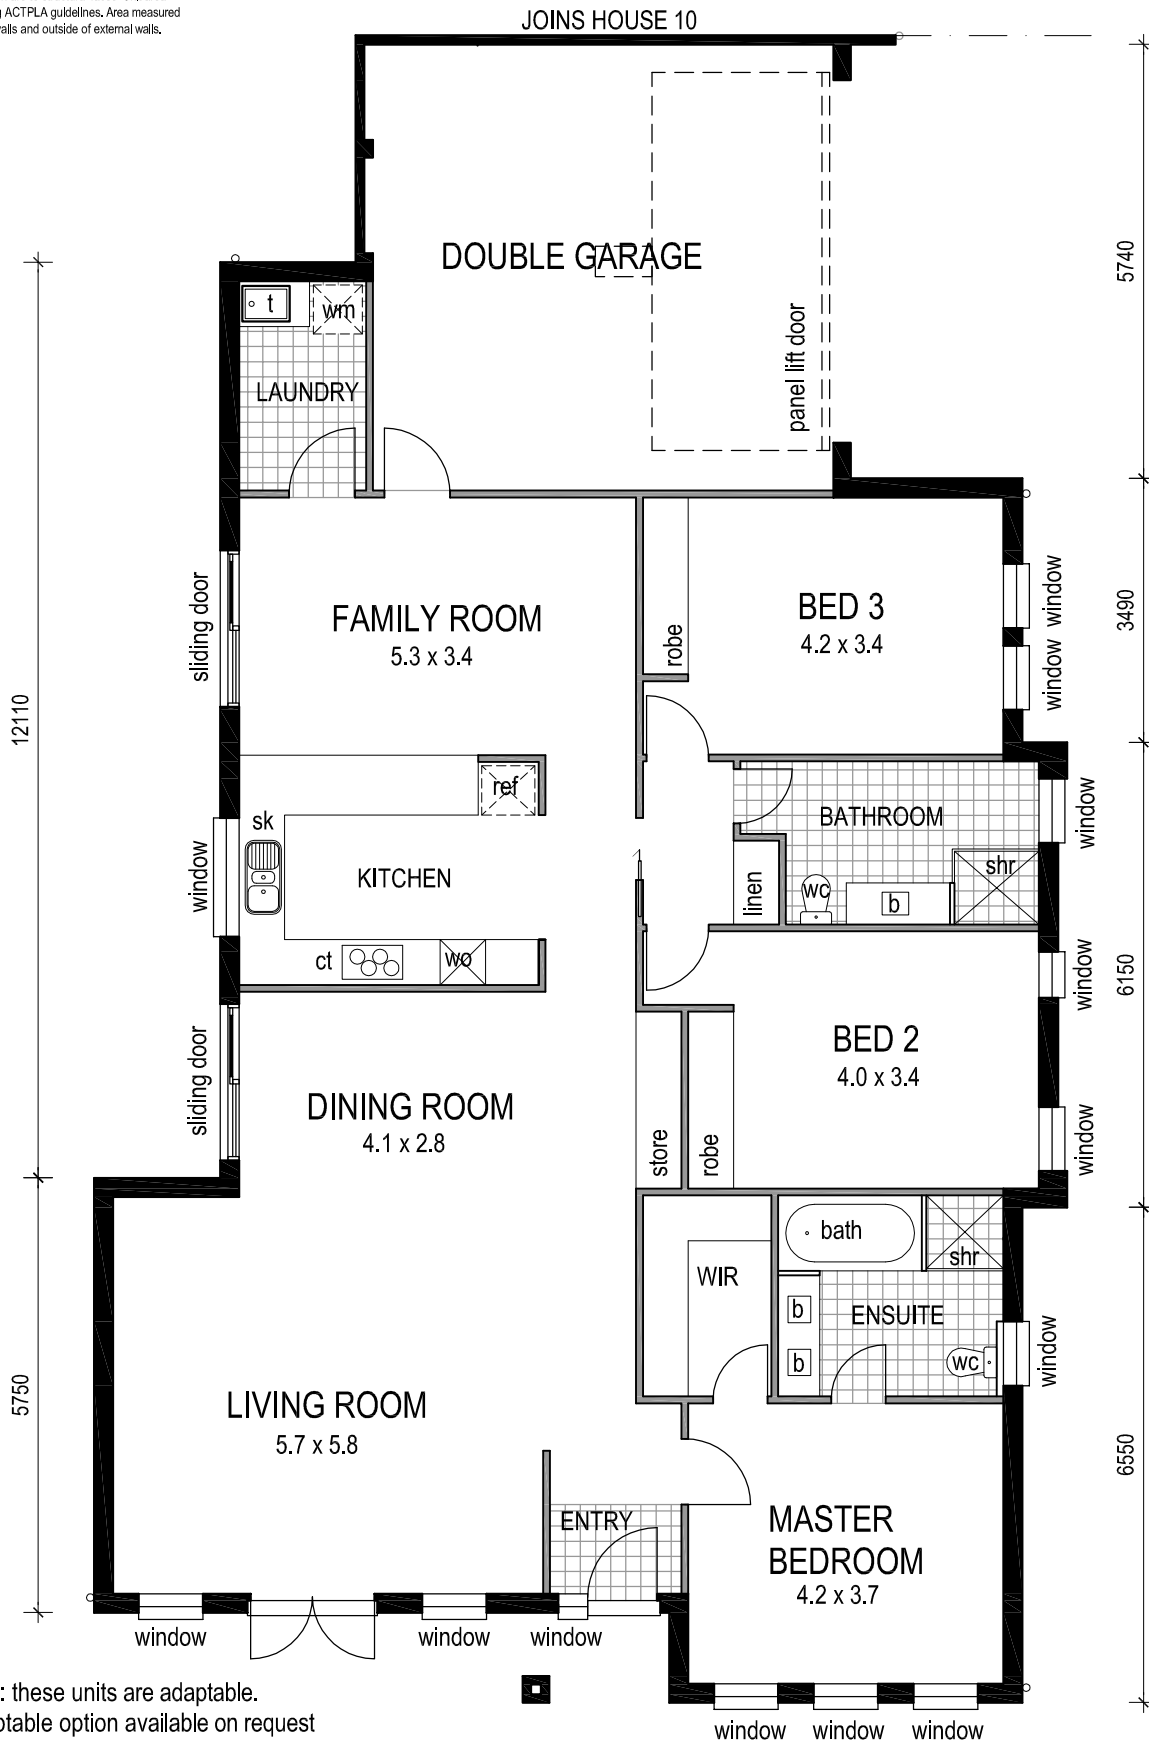 g ACTPLA guidelines. Area measured
valls and outside of external walls.
JOINS HOUSE 10
DOUBLE GARAGE
panel lift door
5740
t
wm
LAUNDRY
sliding door
FAMILY ROOM
5.3 x 3.4
robe
BED 3
4.2 x 3.4
window
window
3490
12110
ref
sk
window
KITCHEN
ct
wo
BATHROOM
linen
wc
b
shr
window
sliding door
DINING ROOM
4.1 x 2.8
store
robe
BED 2
4.0 x 3.4
window
window
6150
WIR
bath
shr
b
b
ENSUITE
wc
window
5750
LIVING ROOM
5.7 x 5.8
6550
ENTRY
MASTER
BEDROOM
4.2 x 3.7
window
window
window
: these units are adaptable.
ptable option available on request
window
window
window